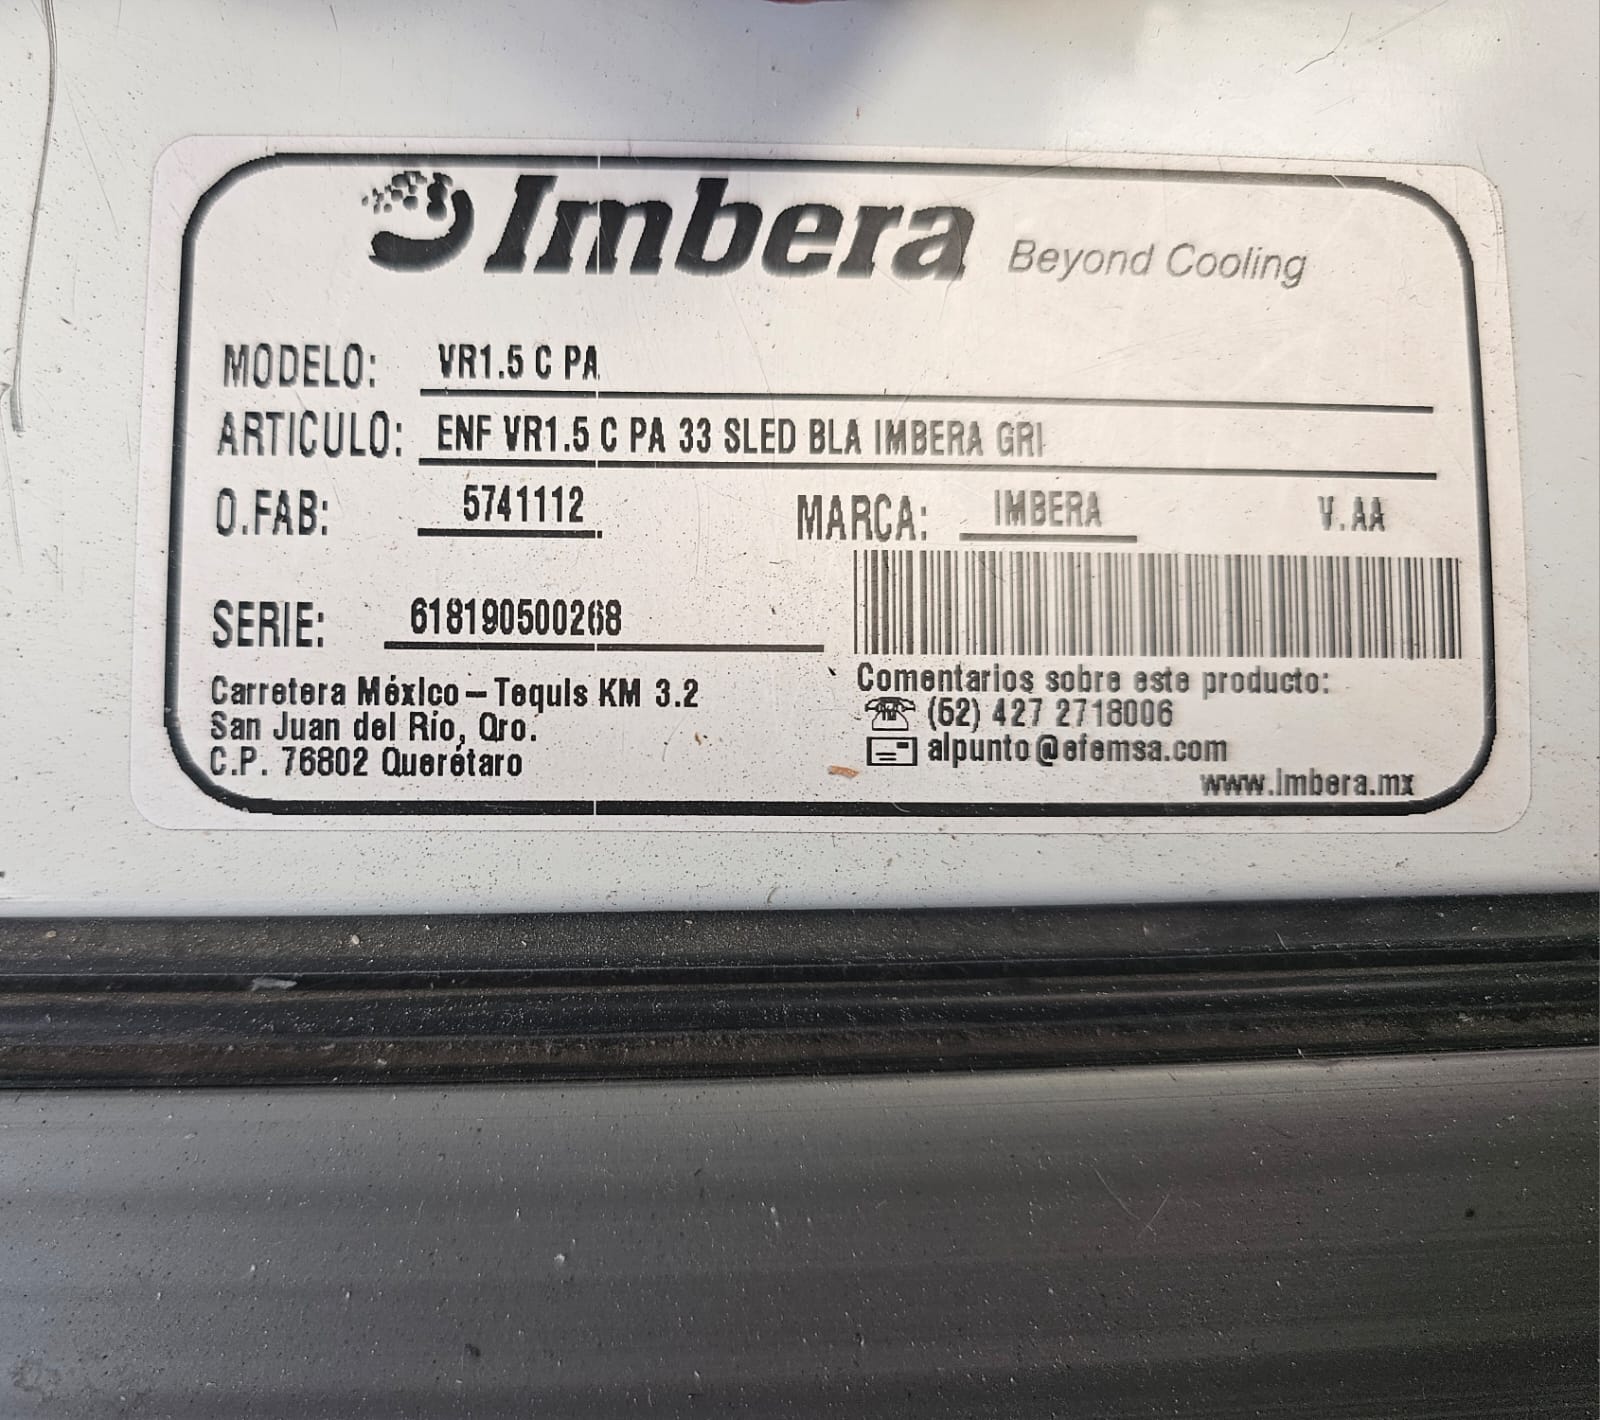 Imbera Beyond Cooling
MODELO: VR1.5 C PA
ARTICULO: ENF VR1.5 C PA 33 SLED BLA IMBERA GRI
O.FAB: 5741112 MARCA: IMBERA V.AA
SERIE: 618190500268
Carretera México – Tequis KM 3.2
San Juan del Río, Qro.
C.P. 76802 Querétaro
Comentarios sobre este producto:
(52) 427 2718006
alpunto@efemsa.com
www.imbera.mx